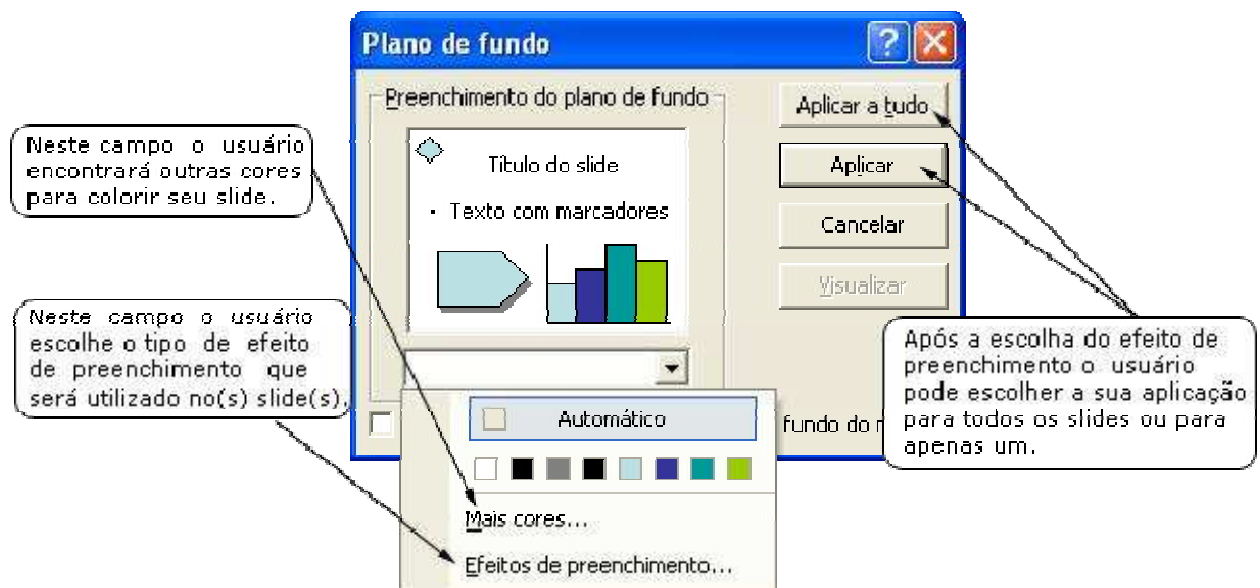 Plano de fundo
Preenchimento do plano de fundo
Título do slide
• Texto com marcadores
Aplicar a tudo
Aplicar
Cancelar
Visualizar
Automático
fundo do
Mais cores...
Efeitos de preenchimento...
Neste campo o usuário
encontrará outras cores
para colorir seu slide.
Neste campo o usuário
escolhe o tipo de efeito
de preenchimento que
será utilizado no(s) slide(s).
Após a escolha do efeito de
preenchimento o usuário
pode escolher a sua aplicação
para todos os slides ou para
apenas um.